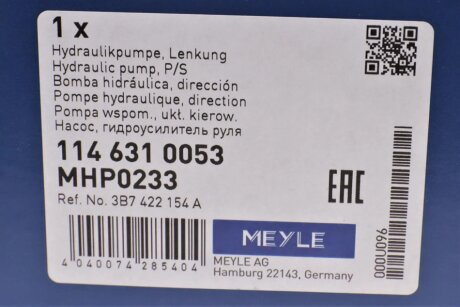 1 x
Hydraulikpumpe, Lenkung
Hydraulic pump, P/S
Bomba hidráulica, dirección
Pompe hydraulique, direction
Pompa wspom., ukł. kierow.
Насос, гидроусилитель руля
114 631 0053
MHP0233
Ref. No. 3B7 422 154 A
EAC
MEYLE
MEYLE AG
Hamburg 22143, Germany
4 040074 285404